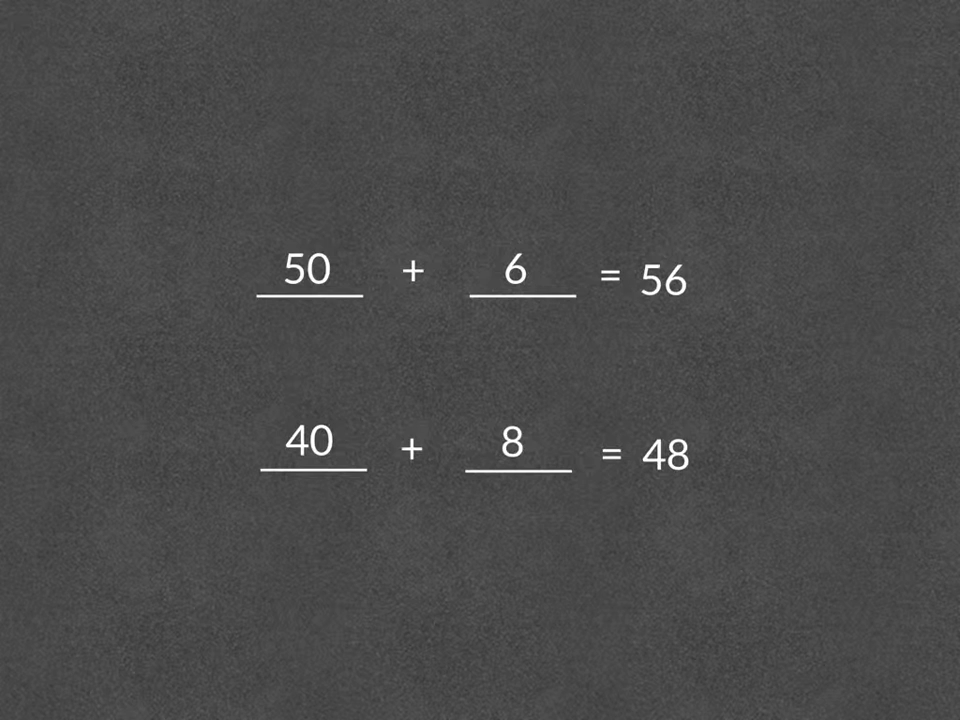 50 + 6 = 56
40 + 8 = 48